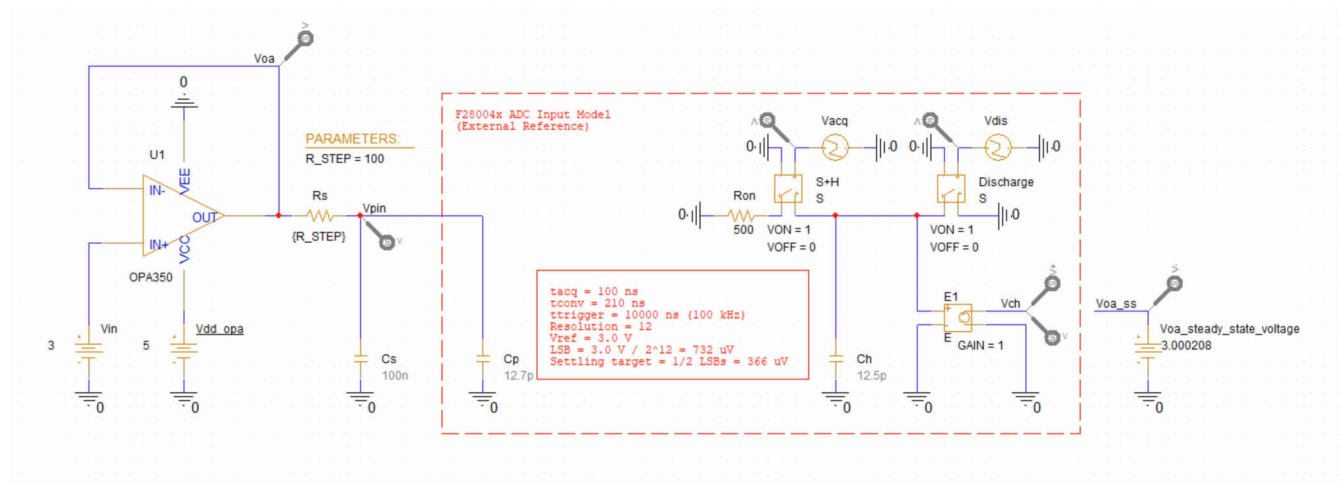 Voa
0
PARAMETERS:
R_STEP = 100
U1
IN-
VEE
OUT
IN+
VCC
OPA350
Rs
{R_STEP}
Vpin
Vin
3
Vdd_opa
5
0
0
Cs
100n
0
F28004x ADC Input Model
(External Reference)
Cp
12.7p
0
Vacq
0
0
S+H
S
Ron
0
500
VON = 1
VOFF = 0
Vdis
0
0
Discharge
S
0
VON = 1
VOFF = 0
tacq = 100 ns
tconv = 210 ns
ttrigger = 10000 ns (100 kHz)
Resolution = 12
Vref = 3.0 V
LSB = 3.0 V / 2^12 = 732 uV
Settling target = 1/2 LSBs = 366 uV
Ch
12.5p
0
E1
E
GAIN = 1
Vch
0
0
Voa_ss
Voa_steady_state_voltage
3.000208
0